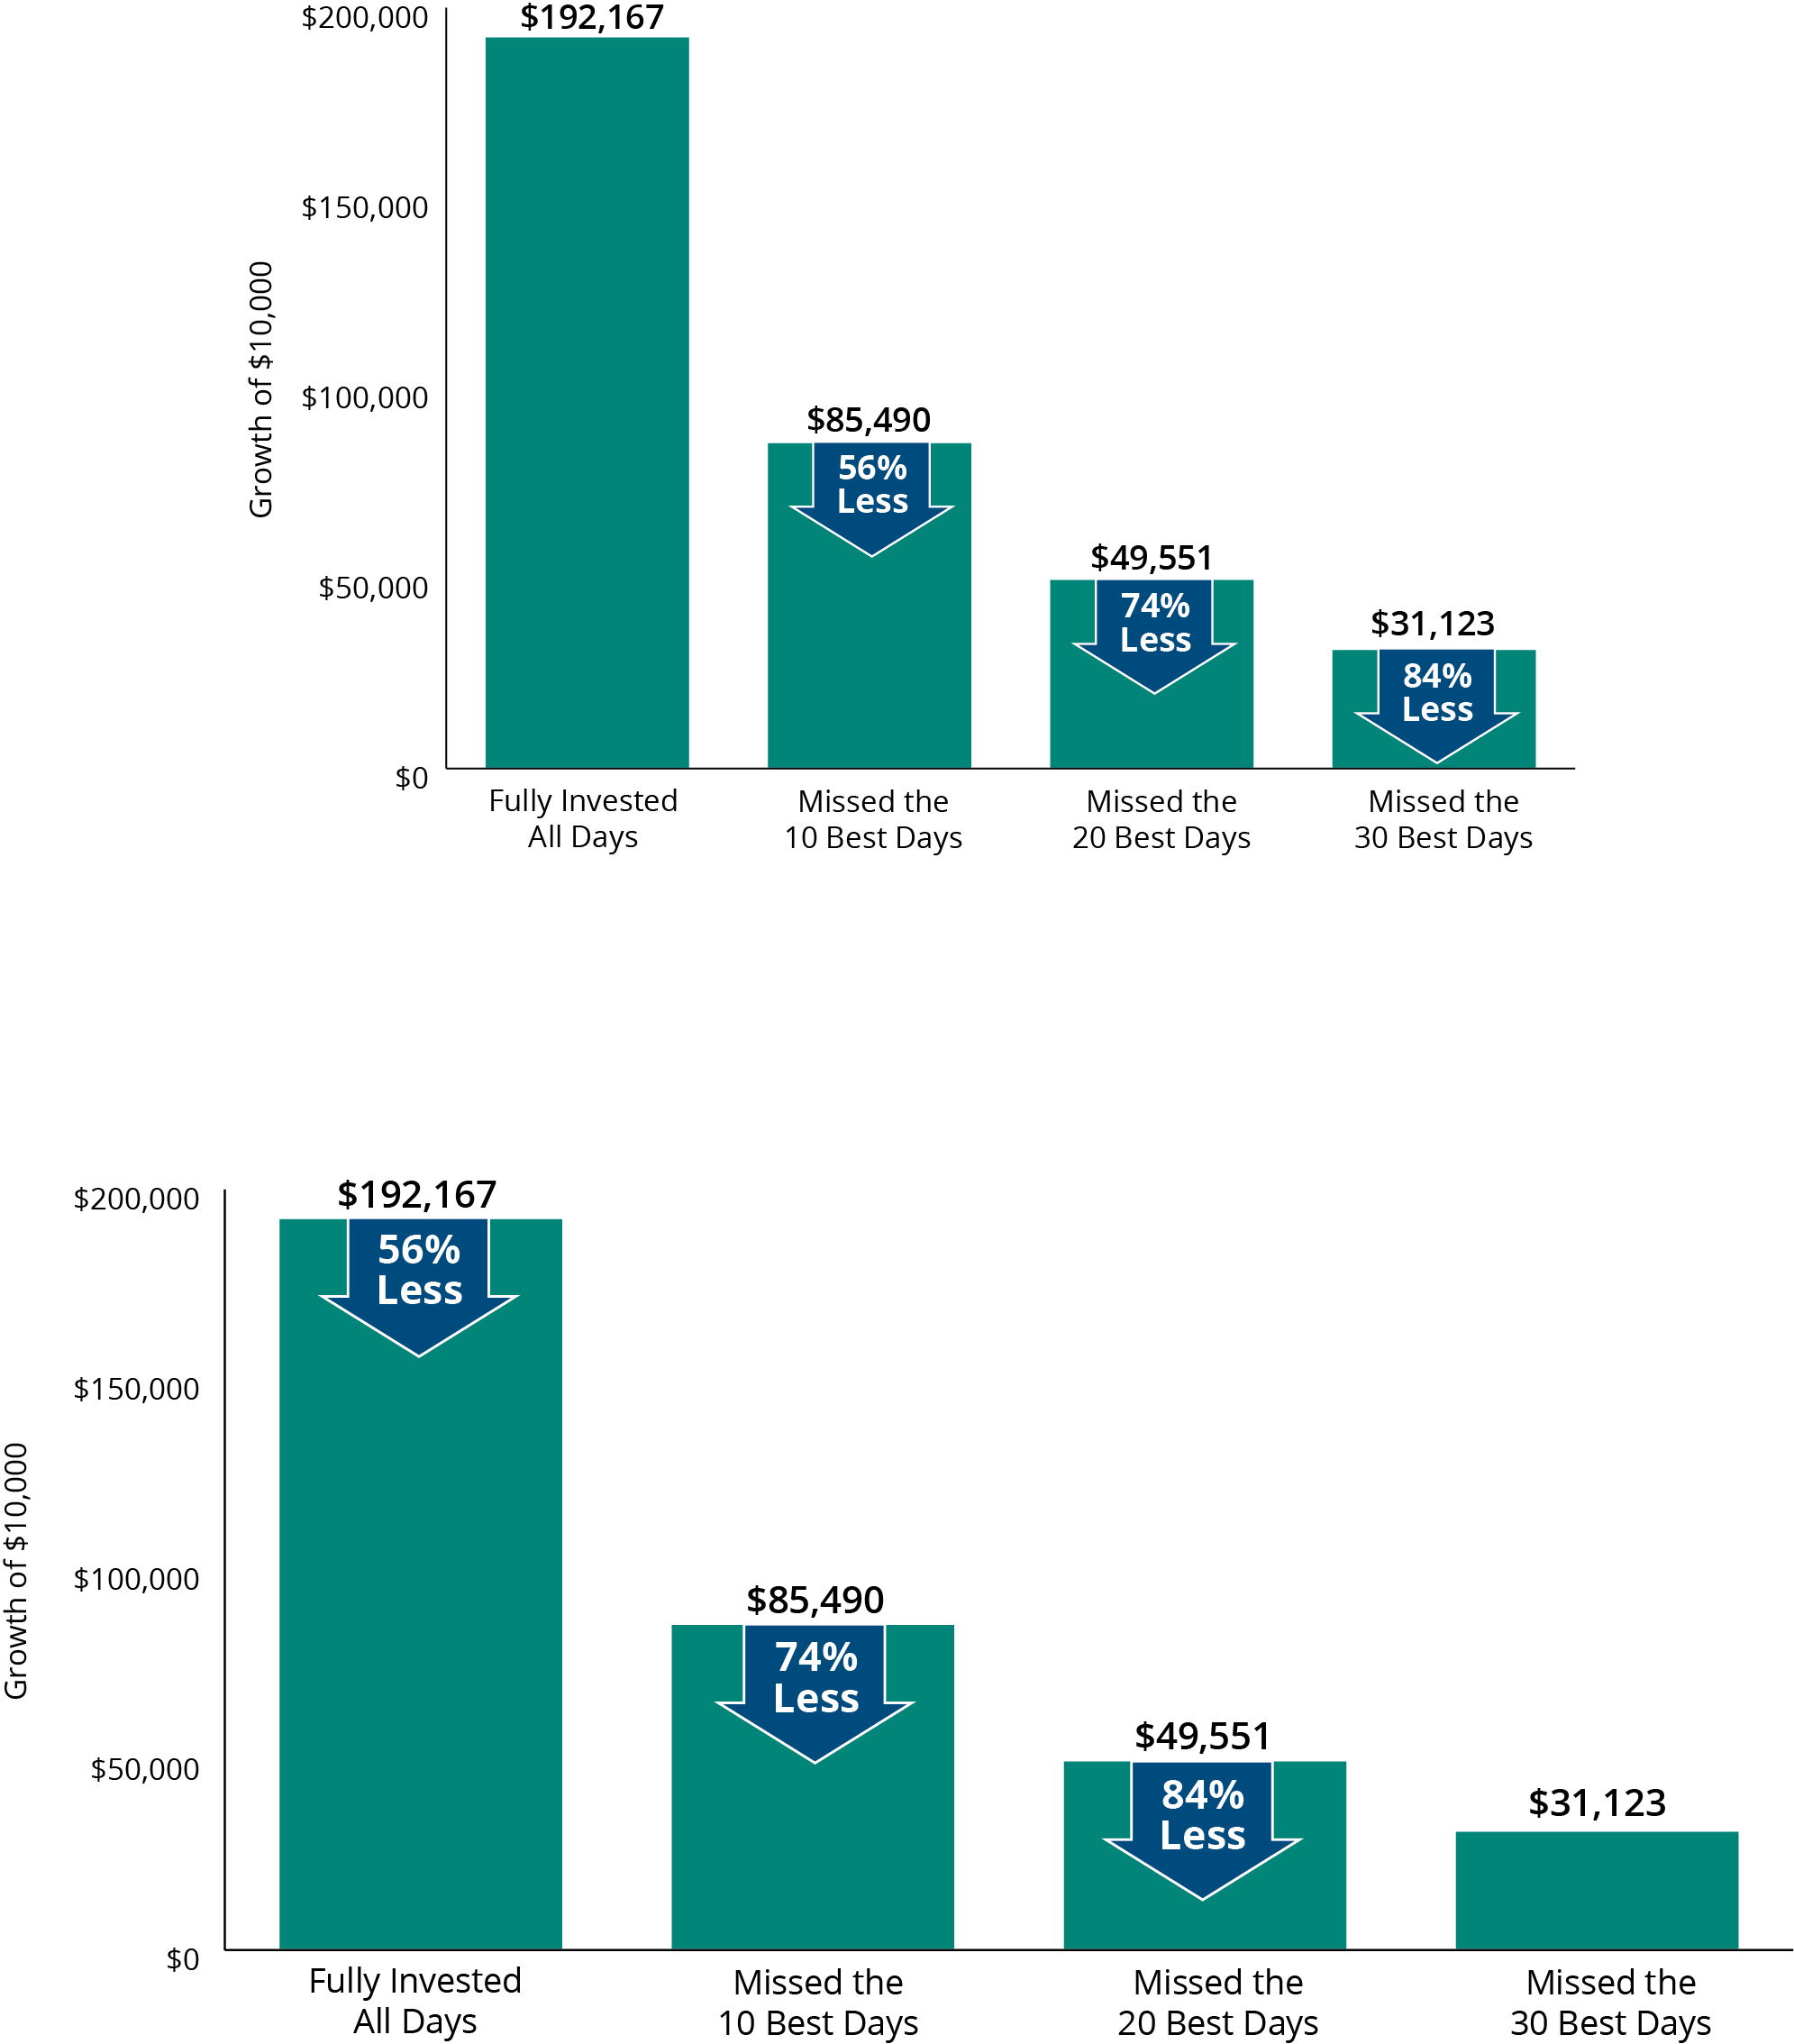 $200,000
$192,167
$150,000
Growth of $10,000
$100,000
$85,490
56%
Less
$50,000
$49,551
74%
Less
$31,123
84%
Less
$0
Fully Invested
All Days
Missed the
10 Best Days
Missed the
20 Best Days
Missed the
30 Best Days
$200,000
$192,167
56%
Less
$150,000
Growth of $10,000
$100,000
$85,490
74%
Less
$50,000
$49,551
84%
Less
$31,123
$0
Fully Invested
All Days
Missed the
10 Best Days
Missed the
20 Best Days
Missed the
30 Best Days